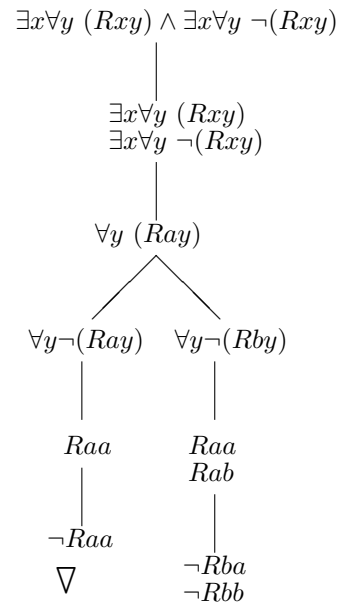 ∃x∀y (Rxy) ∧ ∃x∀y ¬(Rxy)
∃x∀y (Rxy)
∃x∀y ¬(Rxy)
∀y (Ray)
∀y¬(Ray) ∀y¬(Rby)
Raa Raa
Rab
¬Raa
¬Rba
∇ ¬Rbb